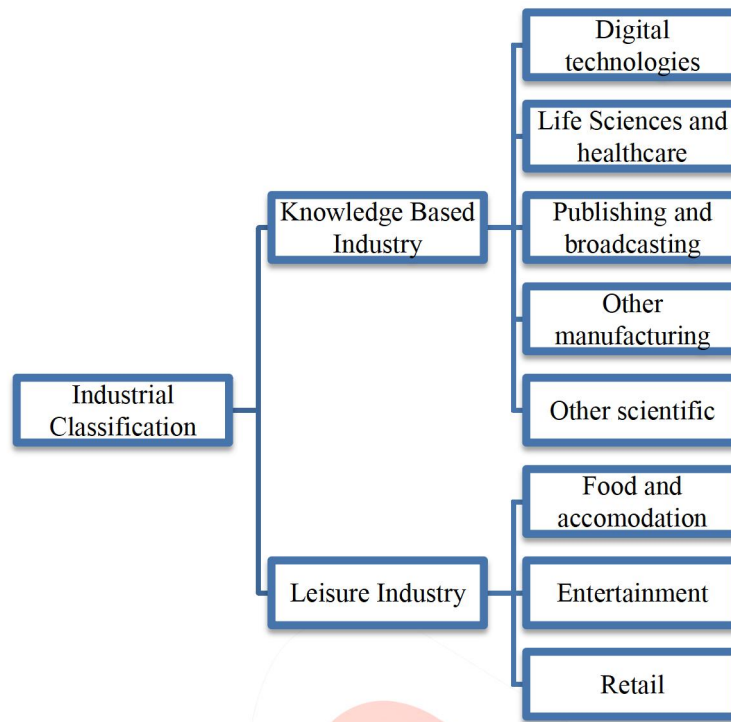 Industrial
Classification
Knowledge Based
Industry
Digital
technologies
Life Sciences and
healthcare
Publishing and
broadcasting
Other
manufacturing
Other scientific
Leisure Industry
Food and
accomodation
Entertainment
Retail